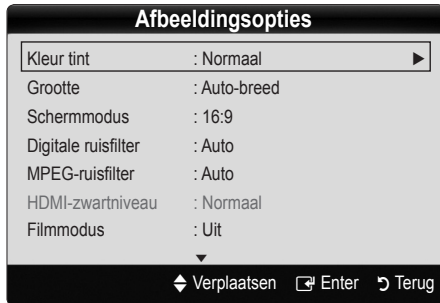 Afbeeldingsopties
Kleur tint : Normaal
Grootte : Auto-breed
Schermmodus : 16:9
Digitale ruisfilter : Auto
MPEG-ruisfilter : Auto
HDMI-zwartniveau : Normaal
Filmmodus : Uit
Verplaatsen Enter Terug